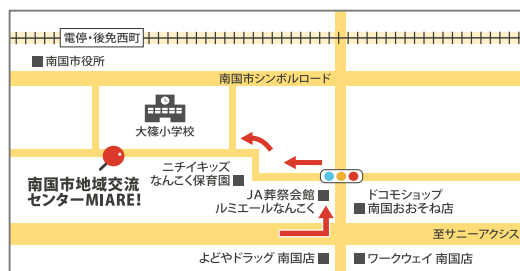 電停・後免西町
南国市役所
南国市シンボルロード
大篠小学校
ニチイキッズ
なんこく保育園
南国市地域交流
センターMIARE!
JA葬祭会館
ルミエールなんこく
ドコモショップ
南国おおそね店
至サニーアクシス
よどやドラッグ 南国店
ワークウェイ 南国店